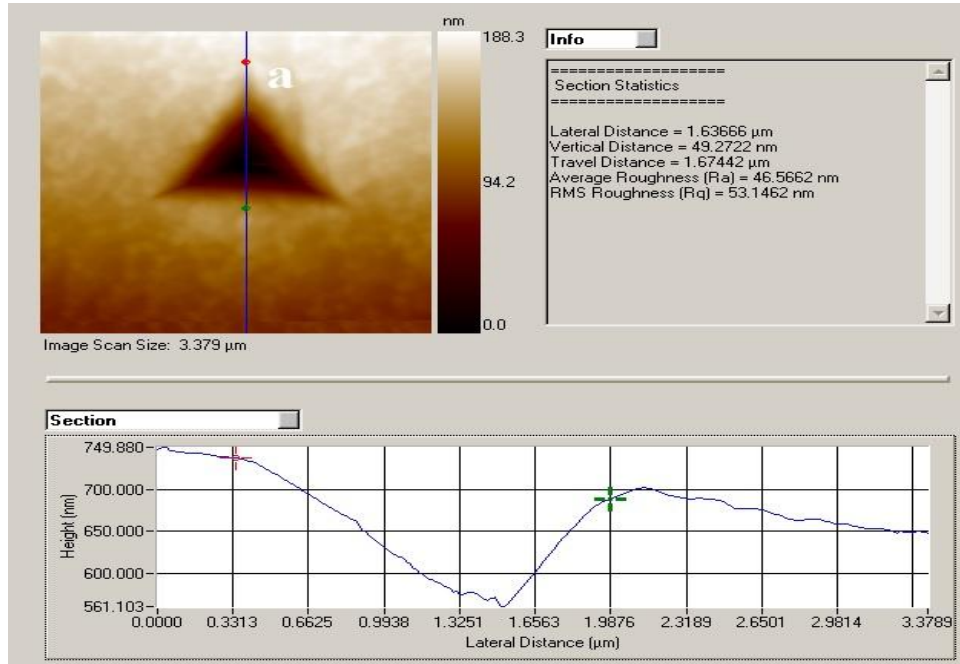 nm
188.3
94.2
0.0
a
Image Scan Size: 3.379 µm
Info
===================
Section Statistics
===================
Lateral Distance = 1.63666 µm
Vertical Distance = 49.2722 nm
Travel Distance = 1.67442 µm
Average Roughness (Ra) = 46.5662 nm
RMS Roughness (Rq) = 53.1462 nm
Section
749.880
700.000
650.000
600.000
561.103
Height (nm)
0.0000 0.3313 0.6625 0.9938 1.3251 1.6563 1.9876 2.3189 2.6501 2.9814 3.3789
Lateral Distance (µm)